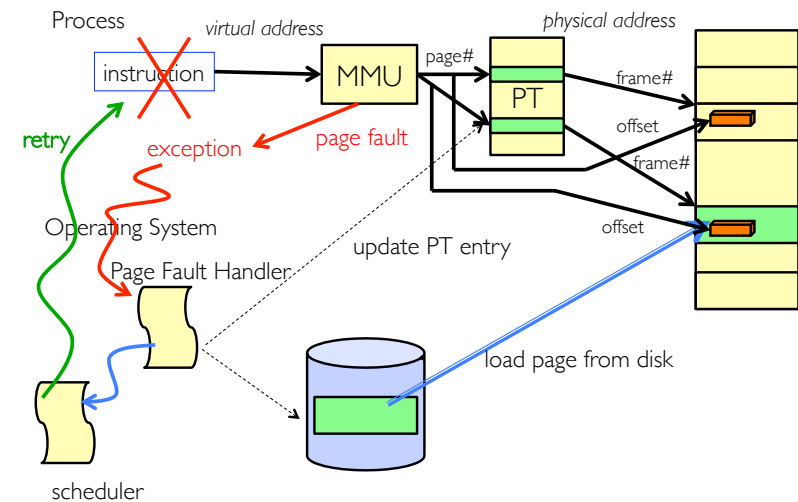 Process
virtual address
physical address
instruction
MMU
page#
PT
frame#
offset
retry
exception
page fault
frame#
Operating System
offset
update PT entry
Page Fault Handler
load page from disk
scheduler